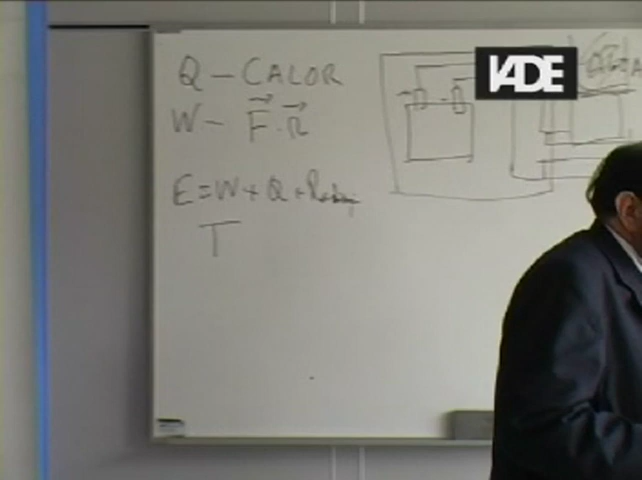 Q – CALOR
IADE
W – F⃗ · r⃗
E = W + Q +
T